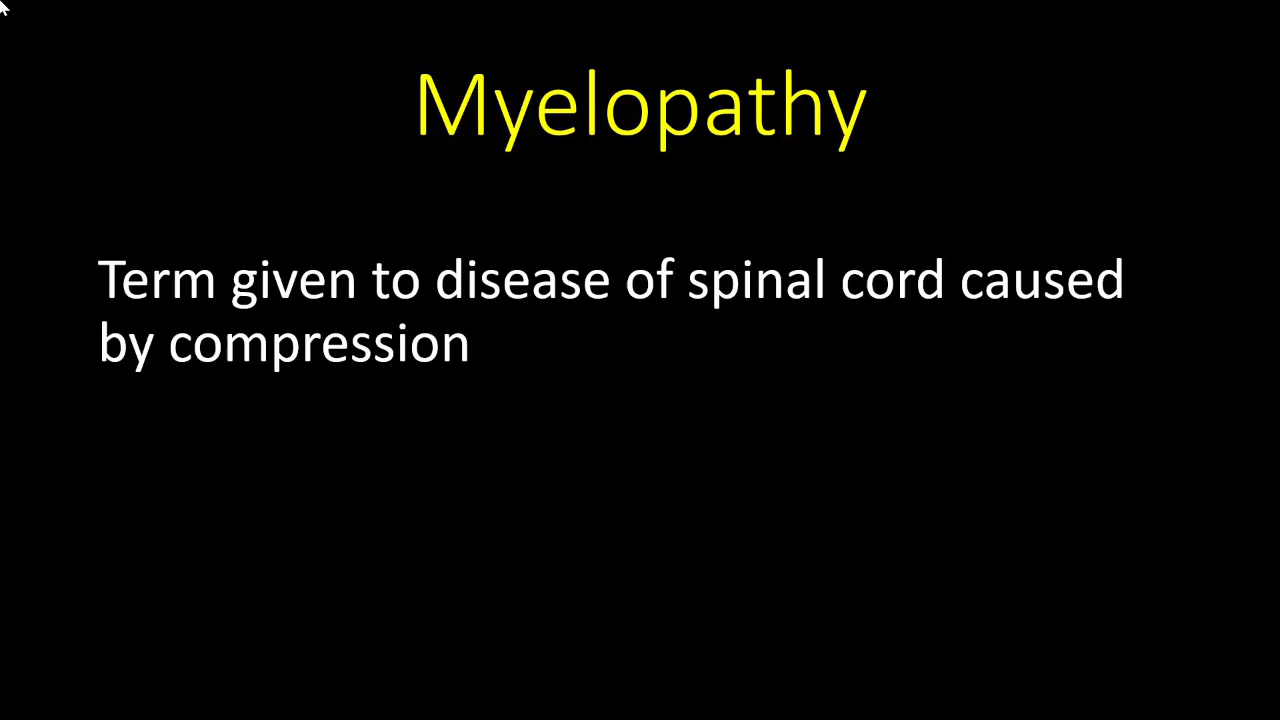 Myelopathy
Term given to disease of spinal cord caused
by compression